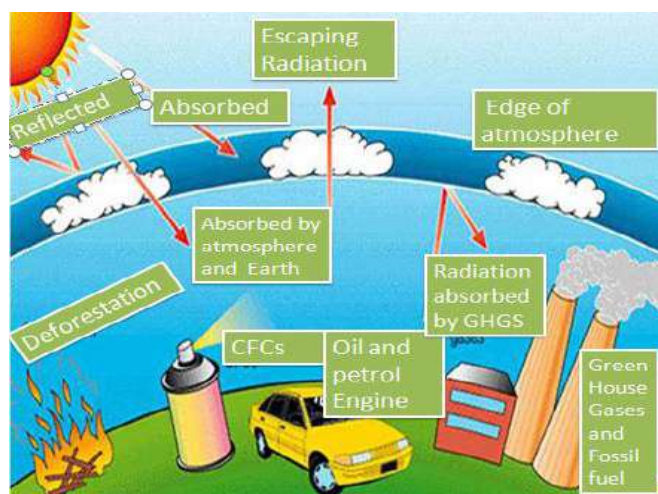 Escaping
Radiation
Reflected
Absorbed
Edge of
atmosphere
Absorbed by
atmosphere
and Earth
Radiation
absorbed
by GHGS
gases
Deforestation
CFCs
Oil and
petrol
Engine
Green
House
Gases
and
Fossil
fuel